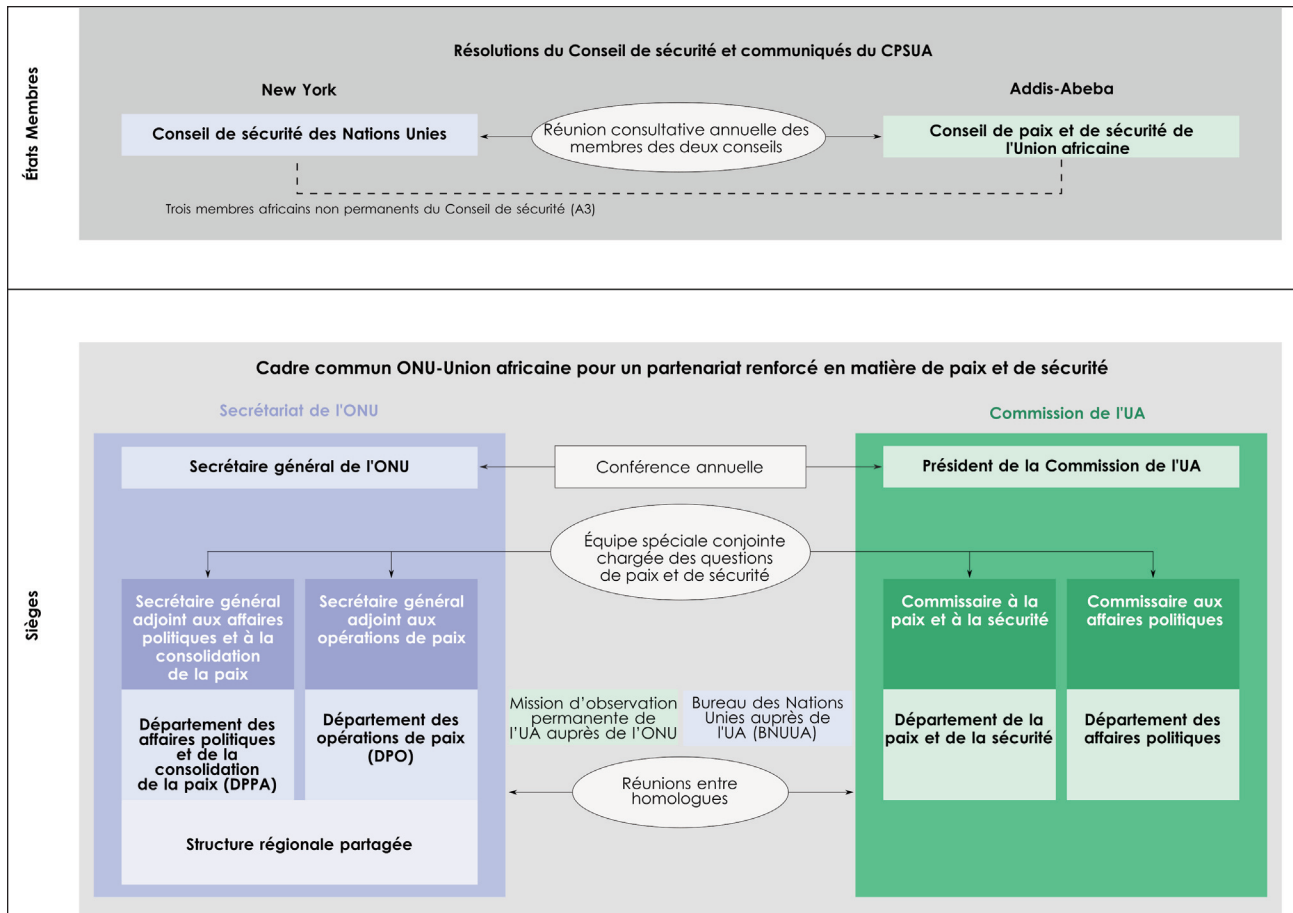 États Membres
Résolutions du Conseil de sécurité et communiqués du CPSUA
New York
Addis-Abeba
Conseil de sécurité des Nations Unies
Réunion consultative annuelle des
membres des deux conseils
Conseil de paix et de sécurité de
l'Union africaine
Trois membres africains non permanents du Conseil de sécurité (A3)
Sièges
Cadre commun ONU-Union africaine pour un partenariat renforcé en matière de paix et de sécurité
Secrétariat de l'ONU
Commission de l'UA
Secrétaire général de l'ONU
Conférence annuelle
Président de la Commission de l'UA
Équipe spéciale conjointe
chargée des questions
de paix et de sécurité
Secrétaire général
adjoint aux affaires
politiques et à la
consolidation
de la paix
Secrétaire général
adjoint aux
opérations de paix
Commissaire à la
paix et à la sécurité
Commissaire aux
affaires politiques
Département des
affaires politiques
et de la
consolidation
de la paix (DPPA)
Département des
opérations de paix
(DPO)
Mission d’observation
permanente de
l’UA auprès de l’ONU
Bureau des Nations
Unies auprès de
l'UA (BNUUA)
Département de la
paix et de la sécurité
Département des
affaires politiques
Réunions entre
homologues
Structure régionale partagée